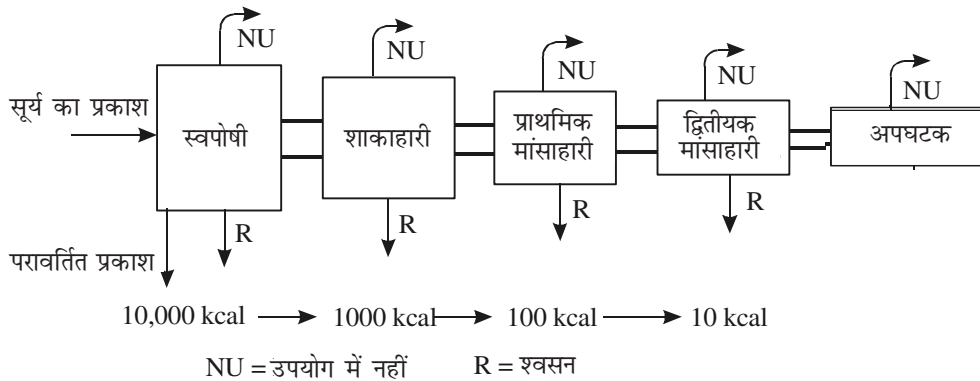 NU NU NU NU NU
सूर्य का प्रकाश
स्वपोषी
शाकाहारी
प्राथमिक
मांसाहारी
द्वितीयक
मांसाहारी
अपघटक
R R R R
परावर्तित प्रकाश
10,000 kcal 1000 kcal 100 kcal 10 kcal
NU = उपयोग में नहीं R = श्वसन